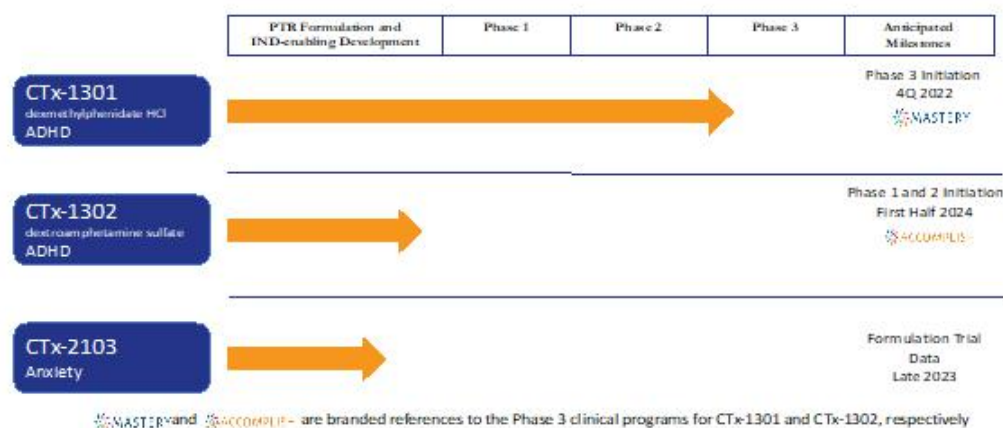 PTR Formulation and
IND-enabling Development
Phase 1
Phase 2
Phase 3
Anticipated
Milestones
CTx-1301
dexmethylphenidate HCl
ADHD
Phase 3 Initiation
4Q 2022
MASTERY
CTx-1302
dextroamphetamine sulfate
ADHD
Phase 1 and 2 Initiation
First Half 2024
ACCOMPLISH
CTx-2103
Anxiety
Formulation Trial
Data
Late 2023
MASTERY and ACCOMPLISH are branded references to the Phase 3 clinical programs for CTx-1301 and CTx-1302, respectively